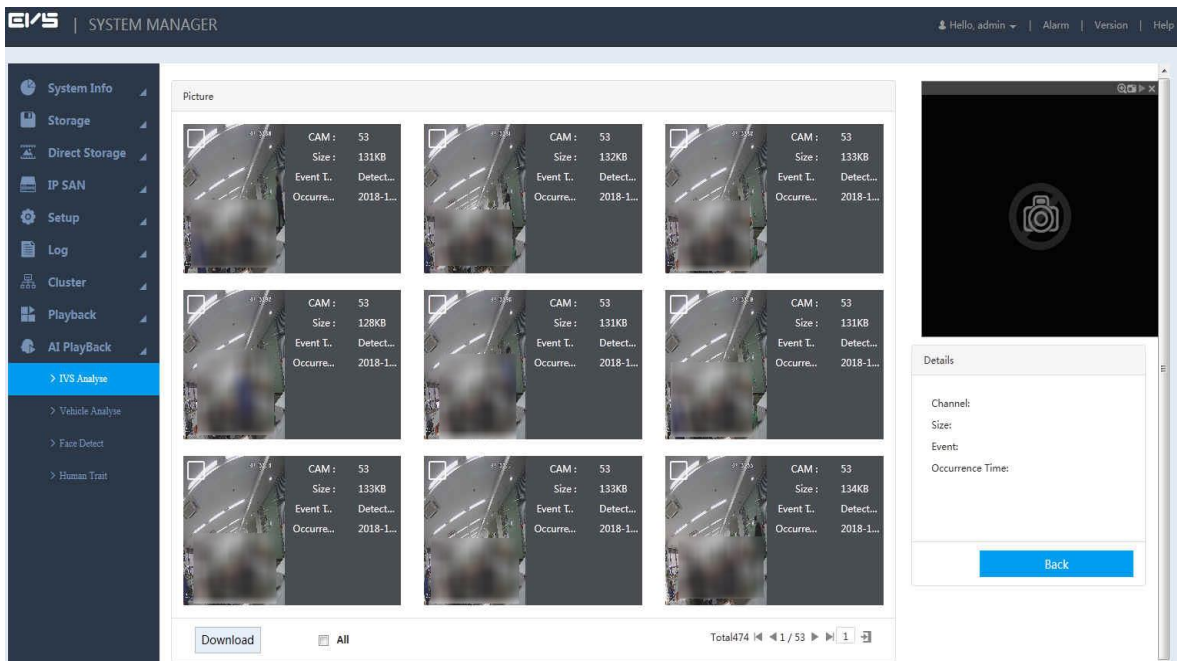 EVS | SYSTEM MANAGER
Hello, admin | Alarm | Version | Help
System Info
Storage
Direct Storage
IP SAN
Setup
Log
Cluster
Playback
AI PlayBack
> IVS Analyse
> Vehicle Analyse
> Face Detect
> Human Trait
Picture
CAM : 53
Size : 131KB
Event T.. Detect...
Occurre... 2018-1...
CAM : 53
Size : 132KB
Event T.. Detect...
Occurre... 2018-1...
CAM : 53
Size : 133KB
Event T.. Detect...
Occurre... 2018-1...
CAM : 53
Size : 128KB
Event T.. Detect...
Occurre... 2018-1...
CAM : 53
Size : 131KB
Event T.. Detect...
Occurre... 2018-1...
CAM : 53
Size : 131KB
Event T.. Detect...
Occurre... 2018-1...
CAM : 53
Size : 133KB
Event T.. Detect...
Occurre... 2018-1...
CAM : 53
Size : 133KB
Event T.. Detect...
Occurre... 2018-1...
CAM : 53
Size : 134KB
Event T.. Detect...
Occurre... 2018-1...
Download
All
Total474 1 / 53 1
Details
Channel:
Size:
Event:
Occurrence Time:
Back